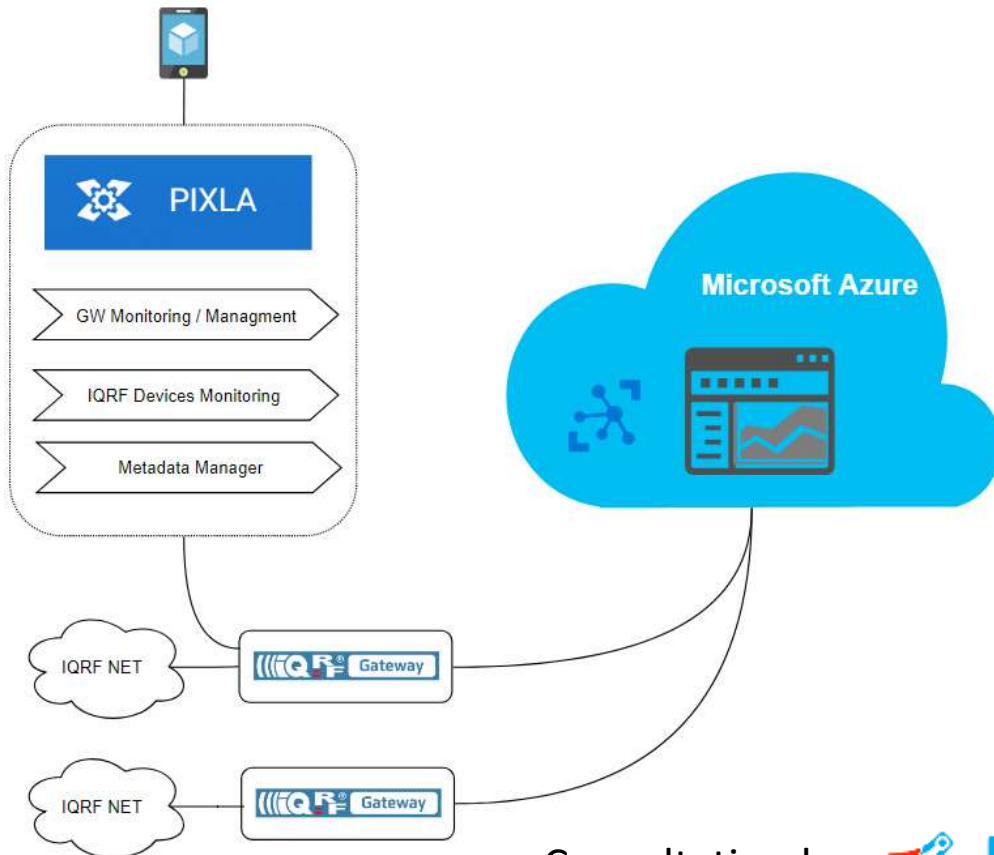 PIXLA
GW Monitoring / Managment
IQRF Devices Monitoring
Metadata Manager
Microsoft Azure
IQRF NET
IQRF® Gateway
IQRF NET
IQRF® Gateway